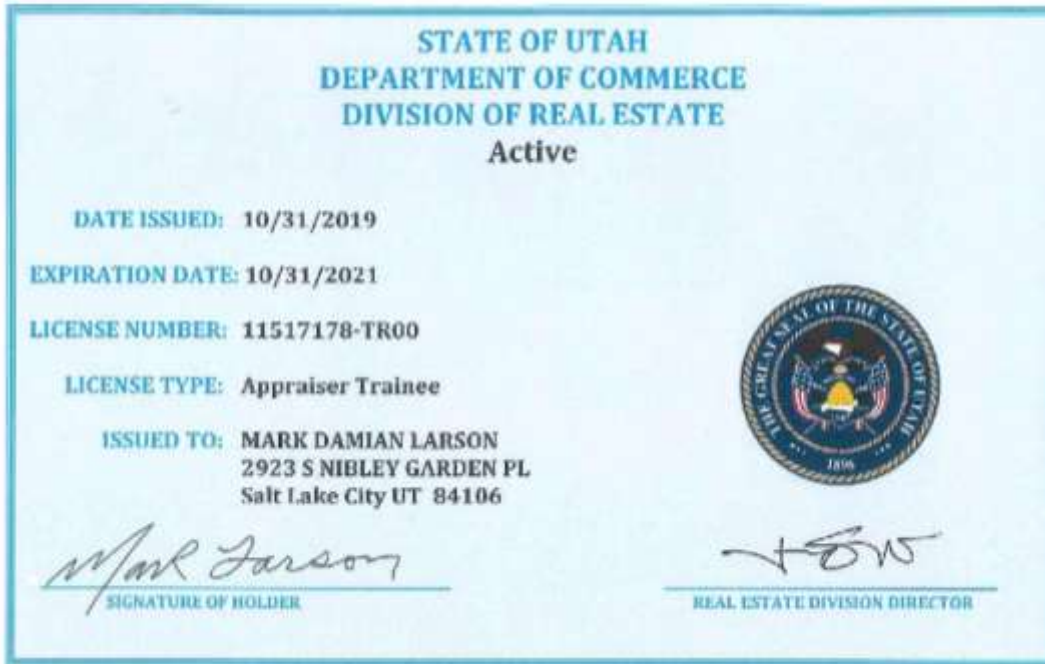 STATE OF UTAH
DEPARTMENT OF COMMERCE
DIVISION OF REAL ESTATE
Active
DATE ISSUED: 10/31/2019
EXPIRATION DATE: 10/31/2021
LICENSE NUMBER: 11517178-TR00
LICENSE TYPE: Appraiser Trainee
ISSUED TO: MARK DAMIAN LARSON
2923 S NIBLEY GARDEN PL
Salt Lake City UT 84106
THE GREAT SEAL OF THE STATE OF UTAH
1896
Mark Larson
SIGNATURE OF HOLDER
REAL ESTATE DIVISION DIRECTOR